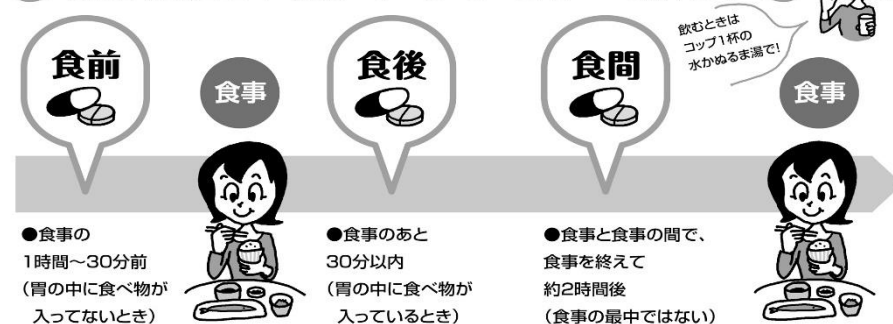 飲むときは
コップ1杯の
水かぬるま湯で!
食前
食事
食後
食間
食事
●食事の
1時間〜30分前
(胃の中に食べ物が
入ってないとき)
●食事のあと
30分以内
(胃の中に食べ物が
入っているとき)
●食事と食事の間で、
食事を終えて
約2時間後
(食事の最中ではない)